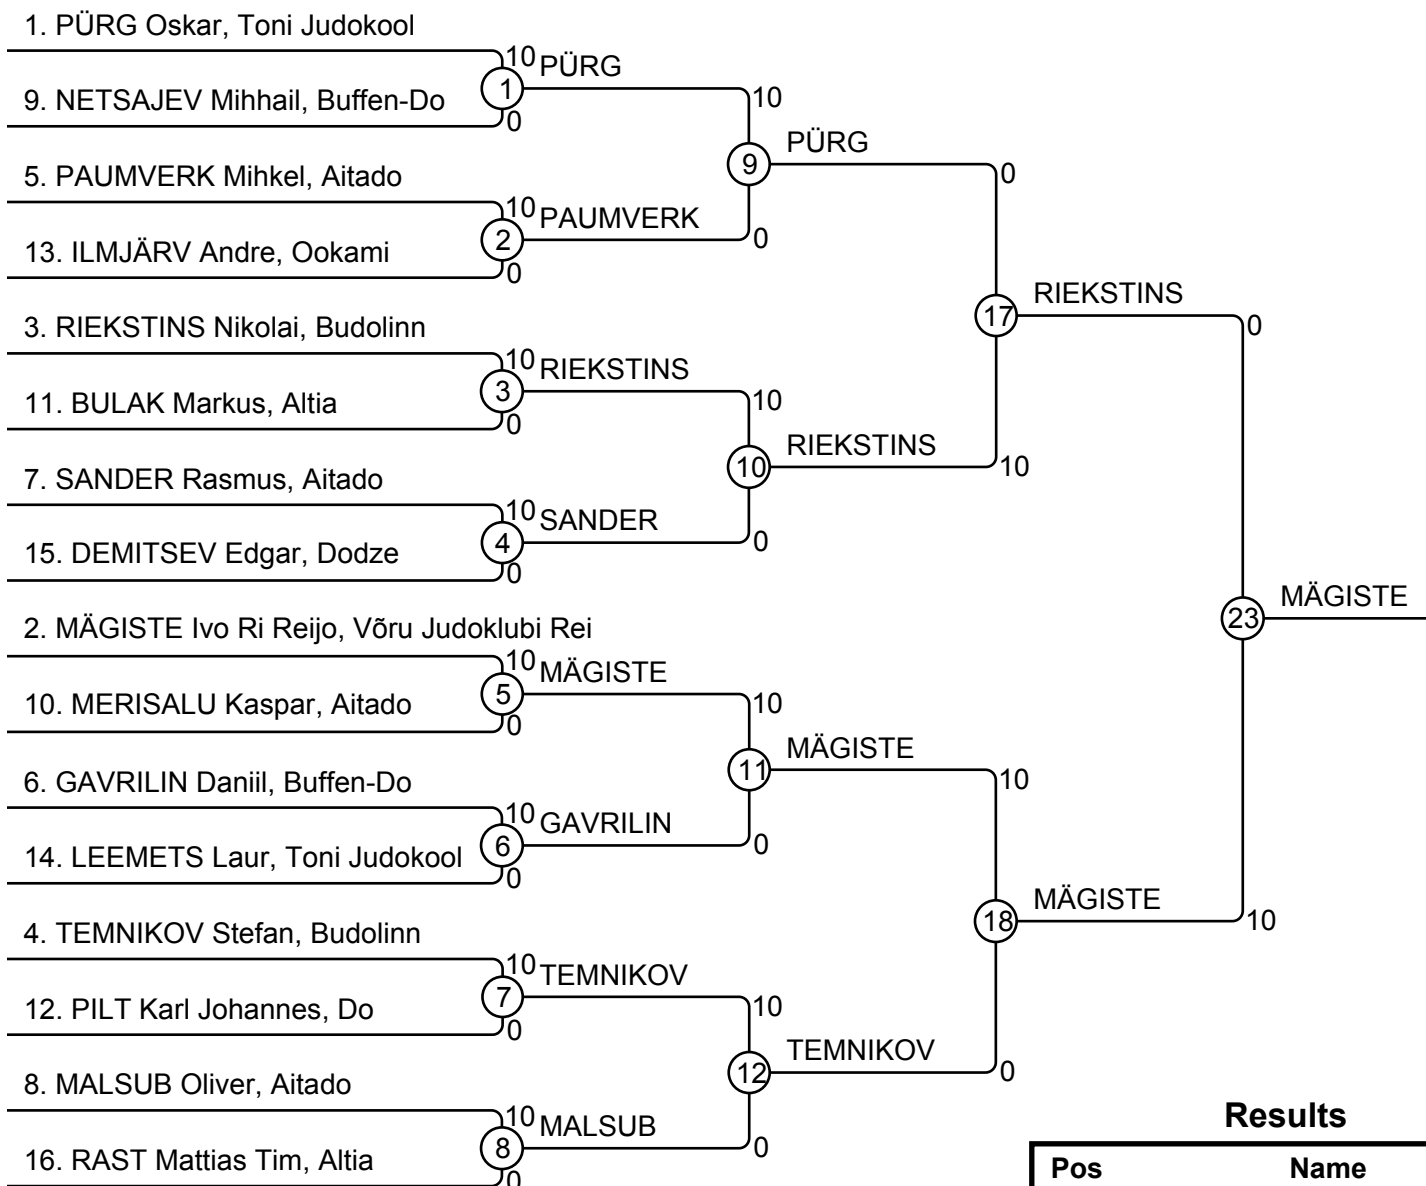 1. PÜRG Oskar, Toni Judokool
10
PÜRG
1
10
9. NETSAJEV Mihhail, Buffen-Do
0
PÜRG
9
5. PAUMVERK Mihkel, Aitado
0
10
PAUMVERK
2
0
13. ILMJÄRV Andre, Ookami
0
RIEKSTINS
17
3. RIEKSTINS Nikolai, Budolinn
0
10
RIEKSTINS
3
10
11. BULAK Markus, Altia
0
RIEKSTINS
10
10
7. SANDER Rasmus, Aitado
10
SANDER
4
0
15. DEMITSEV Edgar, Dodze
0
MÄGISTE
23
2. MÄGISTE Ivo Ri Reijo, Võru Judoklubi Rei
10
MÄGISTE
5
10
10. MERISALU Kaspar, Aitado
0
MÄGISTE
11
6. GAVRILIN Daniil, Buffen-Do
10
10
GAVRILIN
6
0
14. LEEMETS Laur, Toni Judokool
0
MÄGISTE
18
10
4. TEMNIKOV Stefan, Budolinn
10
TEMNIKOV
7
10
12. PILT Karl Johannes, Do
0
TEMNIKOV
12
0
8. MALSUB Oliver, Aitado
10
MALSUB
8
0
16. RAST Mattias Tim, Altia
0
Results
Pos Name